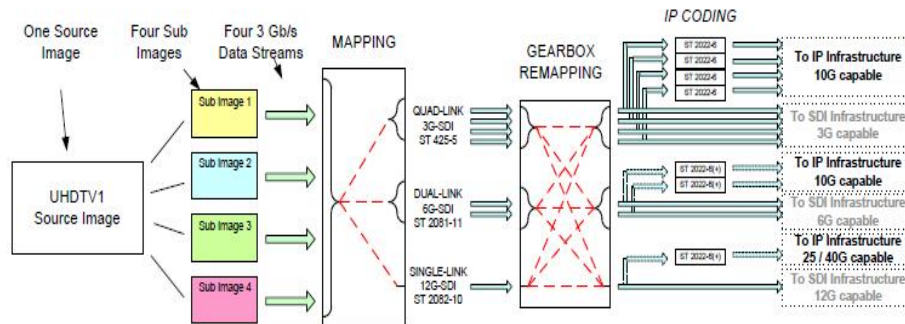 IP CODING
One Source
Image
Four Sub
Images
Four 3 Gb/s
Data Streams
MAPPING
GEARBOX
REMAPPING
UHDTV1
Source Image
Sub Image 1
Sub Image 2
Sub Image 3
Sub Image 4
QUAD-LINK
3G-SDI
ST 425-5
DUAL-LINK
6G-SDI
ST 2081-11
SINGLE-LINK
12G-SDI
ST 2082-10
ST 2022-6
ST 2022-6
ST 2022-6
ST 2022-6
To IP Infrastructure
10G capable
To SDI Infrastructure
3G capable
ST 2022-6(+)
ST 2022-6(+)
To IP Infrastructure
10G capable
To SDI Infrastructure
6G capable
ST 2022-6(+)
To IP Infrastructure
25 / 40G capable
To SDI Infrastructure
12G capable